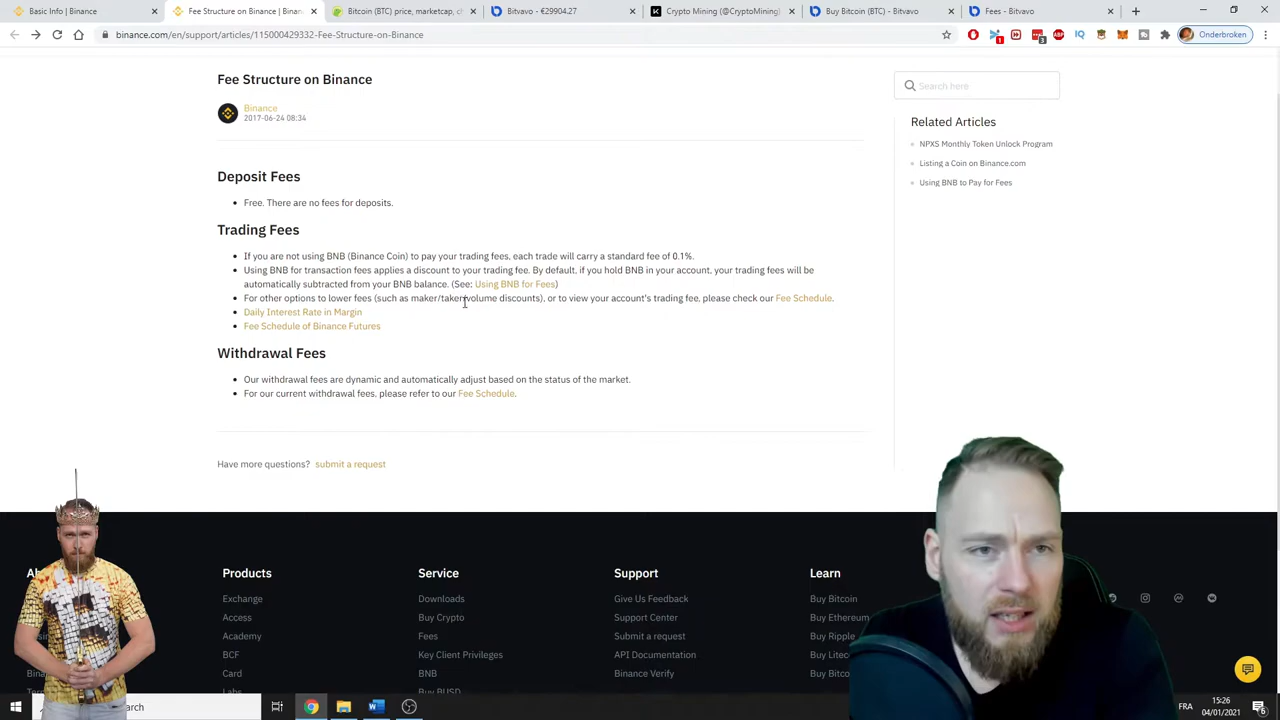 Binance
Fee Structure on Binance
Bitcoin (BTC) price
Bitvavo
Bitcoin - €29904.27
Crypto Mining (@CryptoMining)
Buy Bitcoin (BTC) - Bitvavo
Fees - Bitvavo
binance.com/en/support/articles/115000429332-Fee-Structure-on-Binance
Onderbroken
Fee Structure on Binance
Binance
2017-06-24 08:34
Search here
Related Articles
NPXS Monthly Token Unlock Program
Listing a Coin on Binance.com
Using BNB to Pay for Fees
Deposit Fees
Free. There are no fees for deposits.
Trading Fees
If you are not using BNB (Binance Coin) to pay your trading fees, each trade will carry a standard fee of 0.1%.
Using BNB for transaction fees applies a discount to your trading fee. By default, if you hold BNB in your account, your trading fees will be
automatically subtracted from your BNB balance. (See: Using BNB for Fees)
For other options to lower fees (such as maker/taker volume discounts), or to view your account's trading fee, please check our Fee Schedule.
Daily Interest Rate in Margin
Fee Schedule of Binance Futures
Withdrawal Fees
Our withdrawal fees are dynamic and automatically adjust based on the status of the market.
For our current withdrawal fees, please refer to our Fee Schedule.
Have more questions? submit a request
Products
Service
Support
Learn
Exchange
Downloads
Give Us Feedback
Buy Bitcoin
Access
Buy Crypto
Support Center
Buy Ethereum
Academy
Fees
Submit a request
Buy Ripple
BCF
Key Client Privileges
API Documentation
Card
BNB
Binance Verify
Labs
Buy BUSD
15:26
FRA
04/01/2021